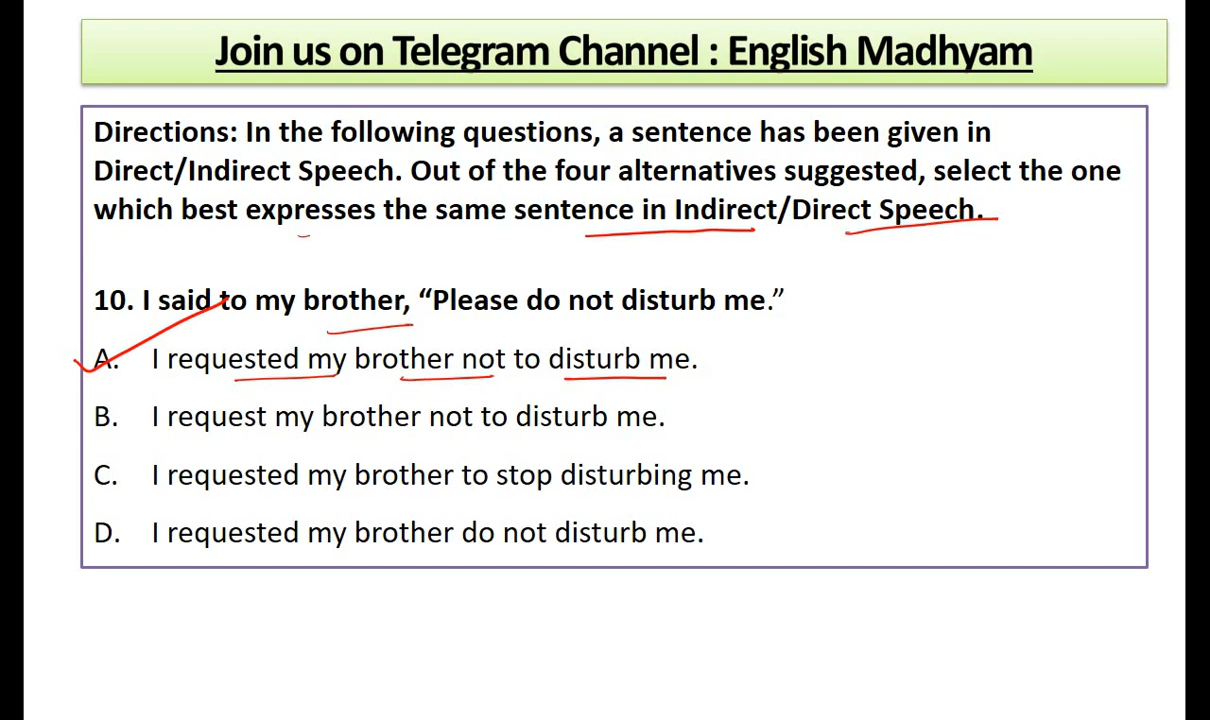 Join us on Telegram Channel : English Madhyam
Directions: In the following questions, a sentence has been given in
Direct/Indirect Speech. Out of the four alternatives suggested, select the one
which best expresses the same sentence in Indirect/Direct Speech.
10. I said to my brother, “Please do not disturb me.”
A. I requested my brother not to disturb me.
B. I request my brother not to disturb me.
C. I requested my brother to stop disturbing me.
D. I requested my brother do not disturb me.